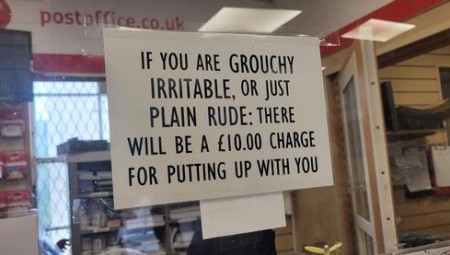 postoffice.co.uk
IF YOU ARE GROUCHY
IRRITABLE, OR JUST
PLAIN RUDE: THERE
WILL BE A £10.00 CHARGE
FOR PUTTING UP WITH YOU